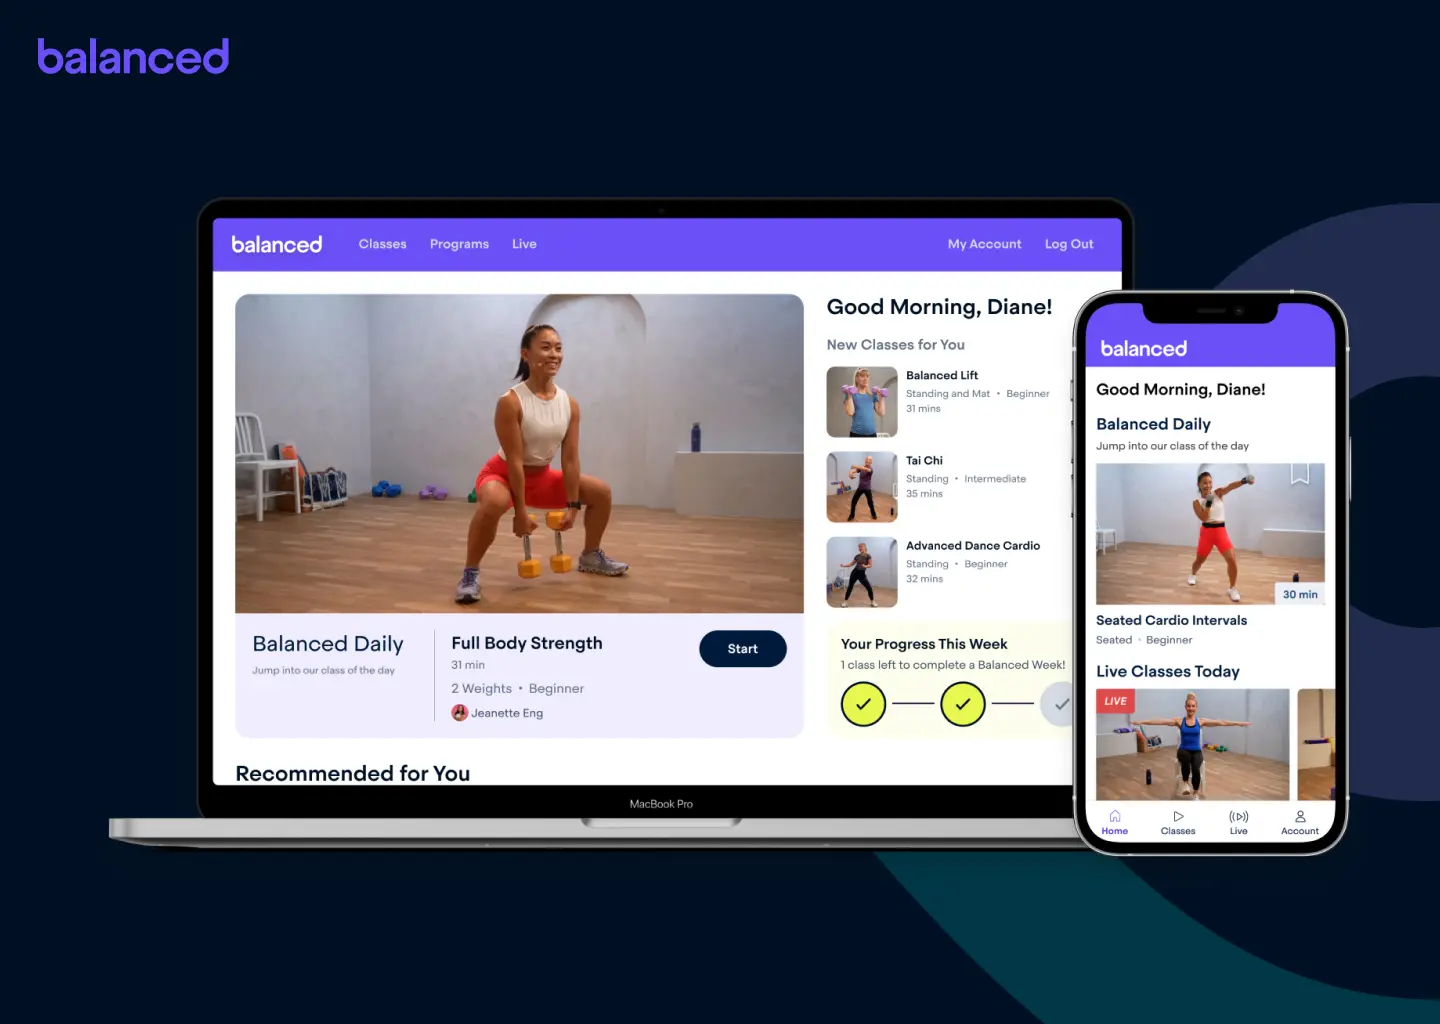 balanced
balanced
Classes
Programs
Live
My Account
Log Out
Good Morning, Diane!
New Classes for You
Balanced Lift
Standing and Mat • Beginner
31 mins
Tai Chi
Standing • Intermediate
35 mins
Advanced Dance Cardio
Standing • Beginner
32 mins
Balanced Daily
Jump into our class of the day
Full Body Strength
31 min
2 Weights • Beginner
Jeanette Eng
Start
Your Progress This Week
1 class left to complete a Balanced Week!
Recommended for You
MacBook Pro
balanced
Good Morning, Diane!
Balanced Daily
Jump into our class of the day
30 min
Seated Cardio Intervals
Seated • Beginner
Live Classes Today
LIVE
Home
Classes
Live
Account